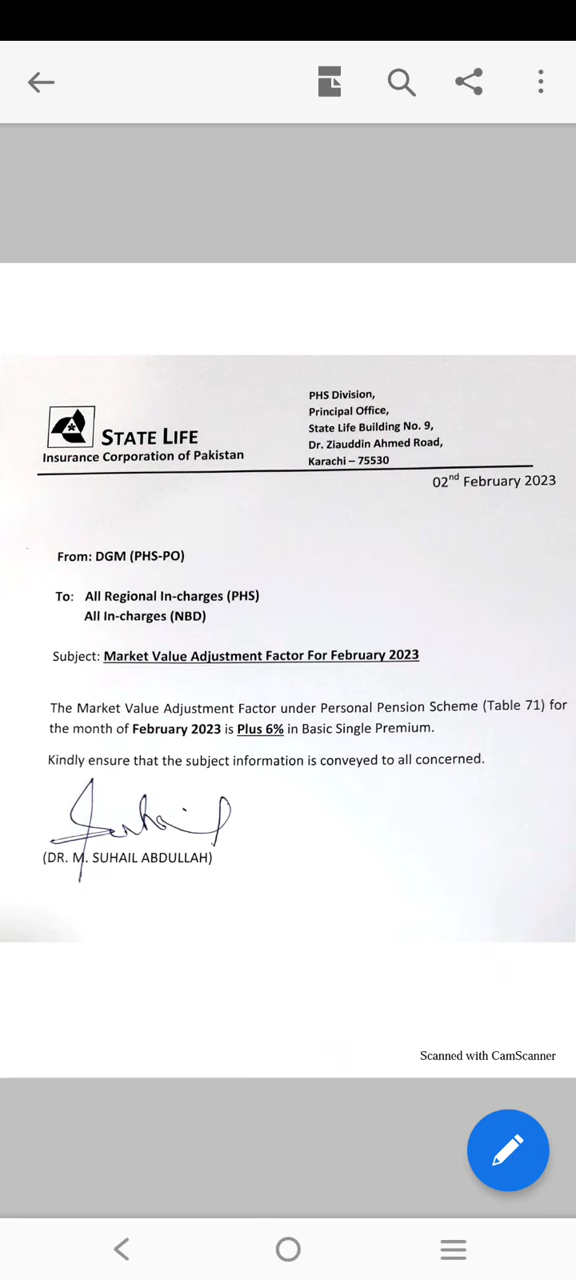 PHS Division,
Principal Office,
State Life Building No. 9,
Dr. Ziauddin Ahmed Road,
Karachi – 75530
STATE LIFE
Insurance Corporation of Pakistan
02nd February 2023
From: DGM (PHS-PO)
To: All Regional In-charges (PHS)
All In-charges (NBD)
Subject: Market Value Adjustment Factor For February 2023
The Market Value Adjustment Factor under Personal Pension Scheme (Table 71) for
the month of February 2023 is Plus 6% in Basic Single Premium.
Kindly ensure that the subject information is conveyed to all concerned.
(DR. M. SUHAIL ABDULLAH)
Scanned with CamScanner